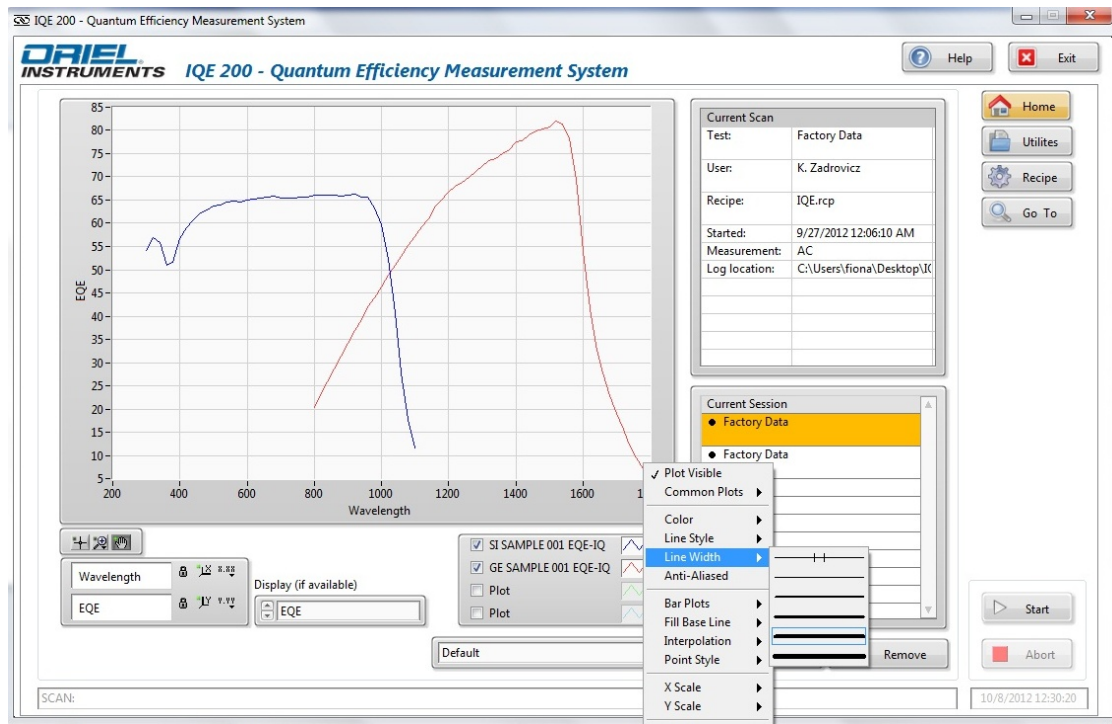 IQE 200 - Quantum Efficiency Measurement System
ORIEL
INSTRUMENTS
IQE 200 - Quantum Efficiency Measurement System
Help
Exit
Home
Utilites
Recipe
Go To
85
80
75
70
65
60
55
50
45
40
35
30
25
20
15
10
5
EQE
200 400 600 800 1000 1200 1400 1600 1
Wavelength
Current Scan
Test: Factory Data
User: K. Zadrovicz
Recipe: IQE.rcp
Started: 9/27/2012 12:06:10 AM
Measurement: AC
Log location: C:\Users\fiona\Desktop\I
Current Session
● Factory Data
● Factory Data
✓ Plot Visible
Common Plots
Color
Line Style
Line Width
Anti-Aliased
Bar Plots
Fill Base Line
Interpolation
Point Style
X Scale
Y Scale
Wavelength
EQE
X X.XX
Y Y.YY
Display (if available)
EQE
SI SAMPLE 001 EQE-IQ
GE SAMPLE 001 EQE-IQ
Plot
Plot
Default
Remove
Start
Abort
SCAN:
10/8/2012 12:30:20